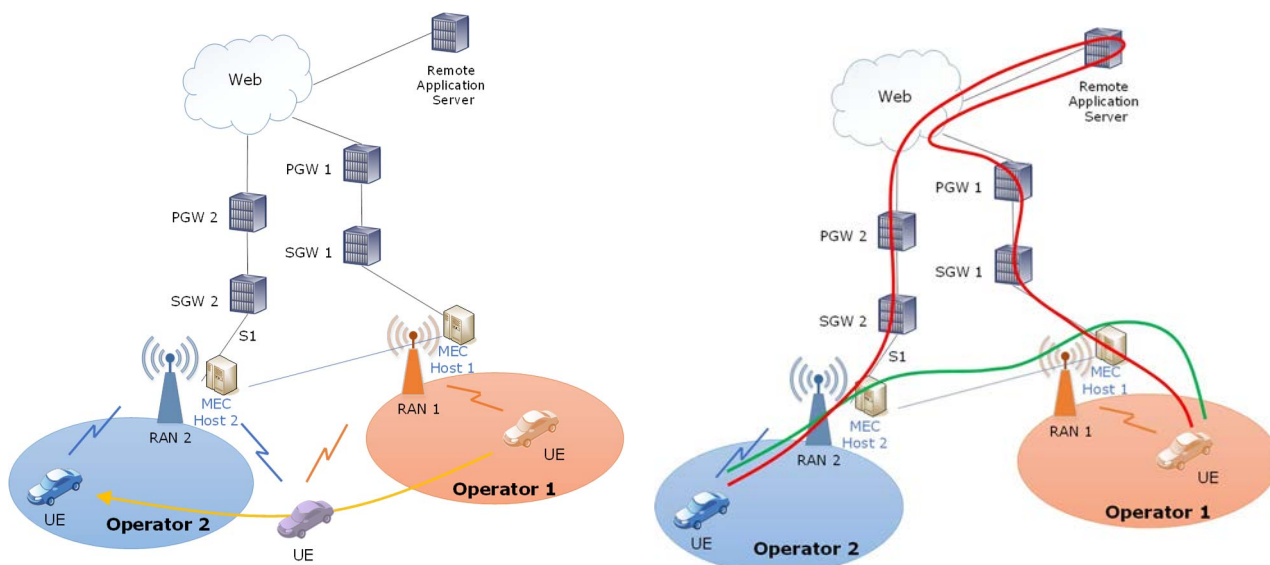 Web
Remote
Application
Server
PGW 1
PGW 2
SGW 1
SGW 2
S1
MEC
Host 1
MEC
Host 2
RAN 1
RAN 2
UE
Operator 1
UE
Operator 2
UE
Web
Remote
Application
Server
PGW 1
PGW 2
SGW 1
SGW 2
S1
MEC
Host 1
MEC
Host 2
RAN 1
RAN 2
UE
Operator 1
UE
Operator 2